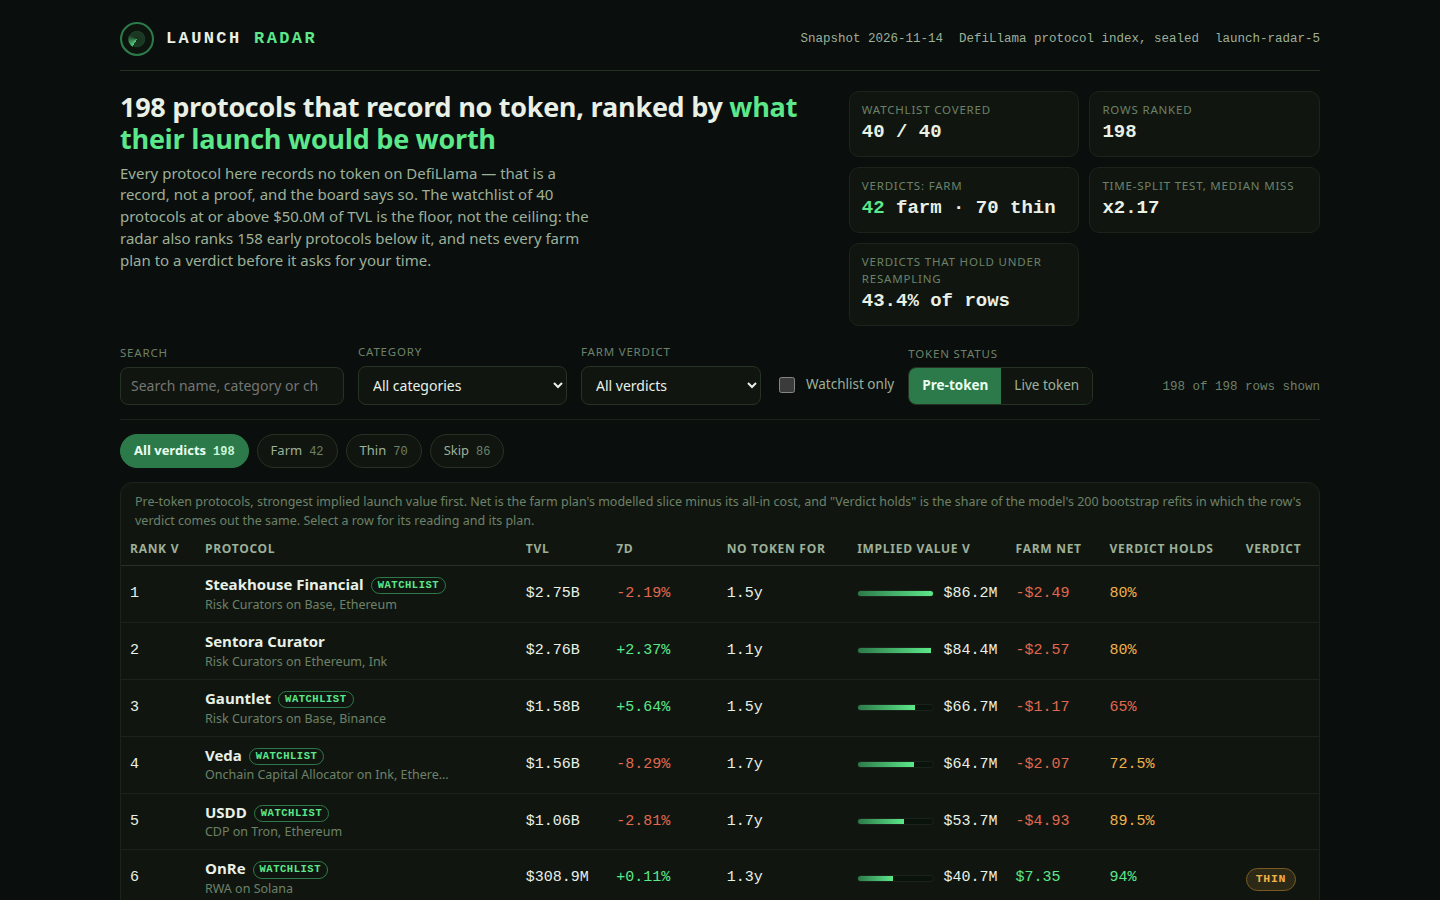 LAUNCH RADAR
Snapshot 2026-11-14 DefiLlama protocol index, sealed launch-radar-5
198 protocols that record no token, ranked by what
their launch would be worth
Every protocol here records no token on DefiLlama — that is a
record, not a proof, and the board says so. The watchlist of 40
protocols at or above $50.0M of TVL is the floor, not the ceiling: the
radar also ranks 158 early protocols below it, and nets every farm
plan to a verdict before it asks for your time.
WATCHLIST COVERED
40 / 40
ROWS RANKED
198
VERDICTS: FARM
42 farm · 70 thin
TIME-SPLIT TEST, MEDIAN MISS
x2.17
VERDICTS THAT HOLD UNDER
RESAMPLING
43.4% of rows
SEARCH
Search name, category or ch
CATEGORY
All categories
FARM VERDICT
All verdicts
Watchlist only
TOKEN STATUS
Pre-token Live token
198 of 198 rows shown
All verdicts 198 Farm 42 Thin 70 Skip 86
Pre-token protocols, strongest implied launch value first. Net is the farm plan's modelled slice minus its all-in cost, and "Verdict holds" is the share of the model's 200 bootstrap refits in which the row's
verdict comes out the same. Select a row for its reading and its plan.
RANK V PROTOCOL TVL 7D NO TOKEN FOR IMPLIED VALUE V FARM NET VERDICT HOLDS VERDICT
1 Steakhouse Financial WATCHLIST $2.75B -2.19% 1.5y $86.2M -$2.49 80%
Risk Curators on Base, Ethereum
2 Sentora Curator $2.76B +2.37% 1.1y $84.4M -$2.57 80%
Risk Curators on Ethereum, Ink
3 Gauntlet WATCHLIST $1.58B +5.64% 1.5y $66.7M -$1.17 65%
Risk Curators on Base, Binance
4 Veda WATCHLIST $1.56B -8.29% 1.7y $64.7M -$2.07 72.5%
Onchain Capital Allocator on Ink, Ethere...
5 USDD WATCHLIST $1.06B -2.81% 1.7y $53.7M -$4.93 89.5%
CDP on Tron, Ethereum
6 OnRe WATCHLIST $308.9M +0.11% 1.3y $40.7M $7.35 94% THIN
RWA on Solana